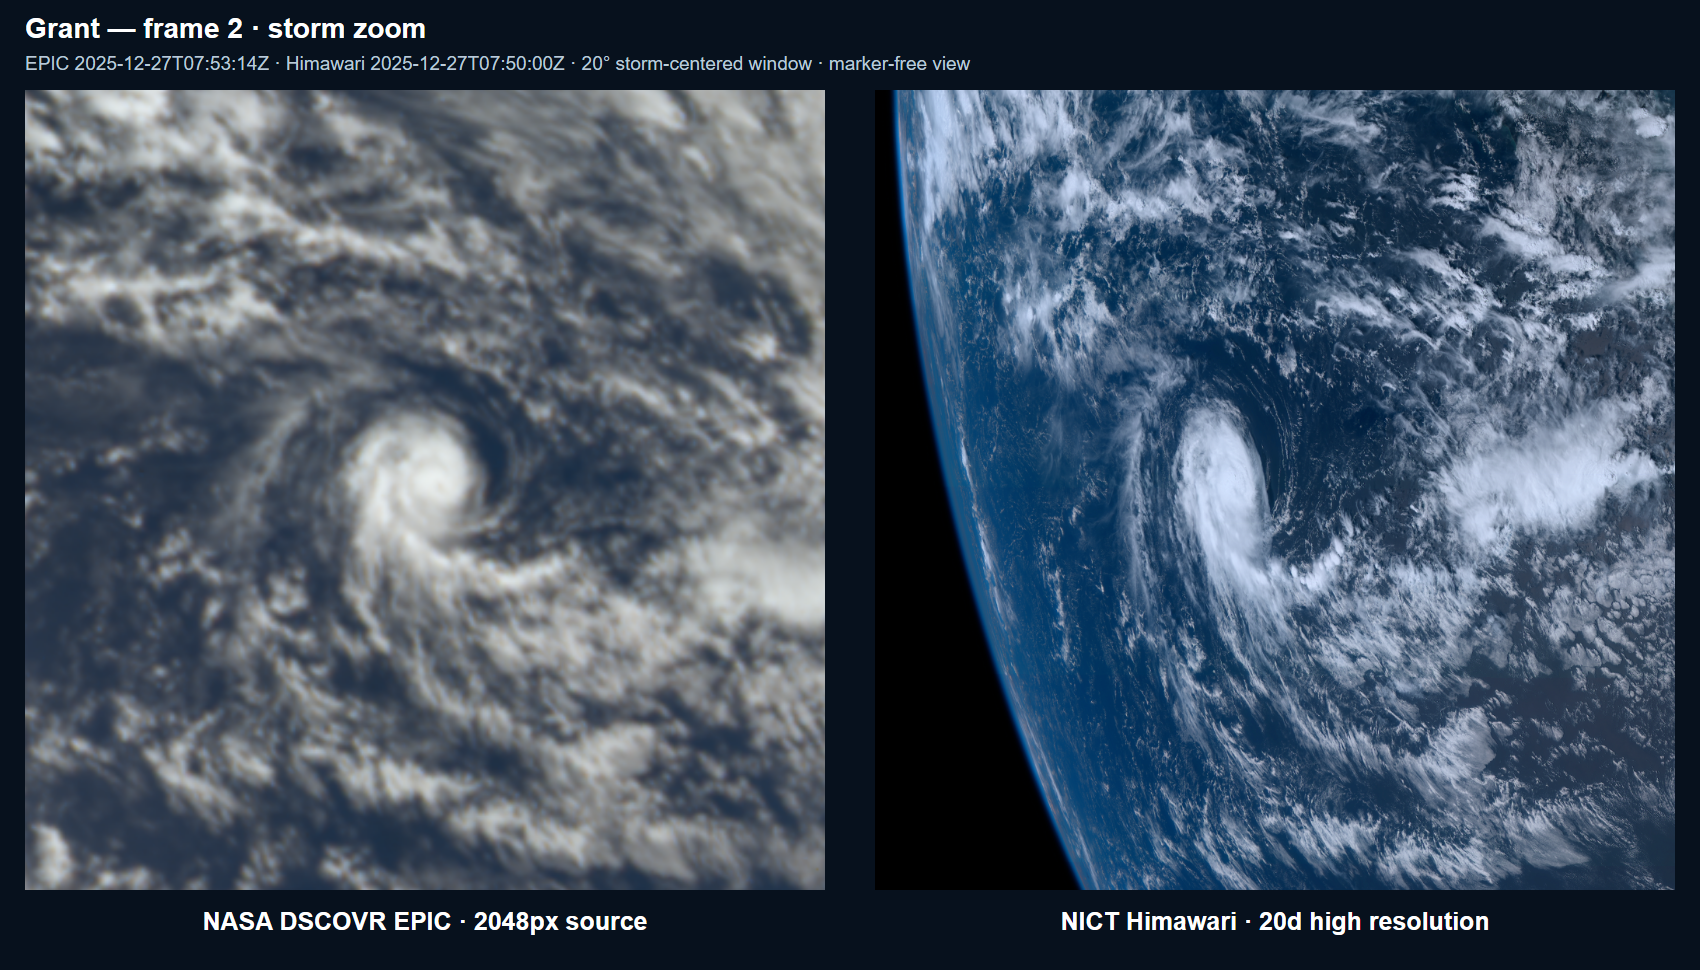 Grant — frame 2 · storm zoom
EPIC 2025-12-27T07:53:14Z · Himawari 2025-12-27T07:50:00Z · 20° storm-centered window · marker-free view
NASA DSCOVR EPIC · 2048px source
NICT Himawari · 20d high resolution